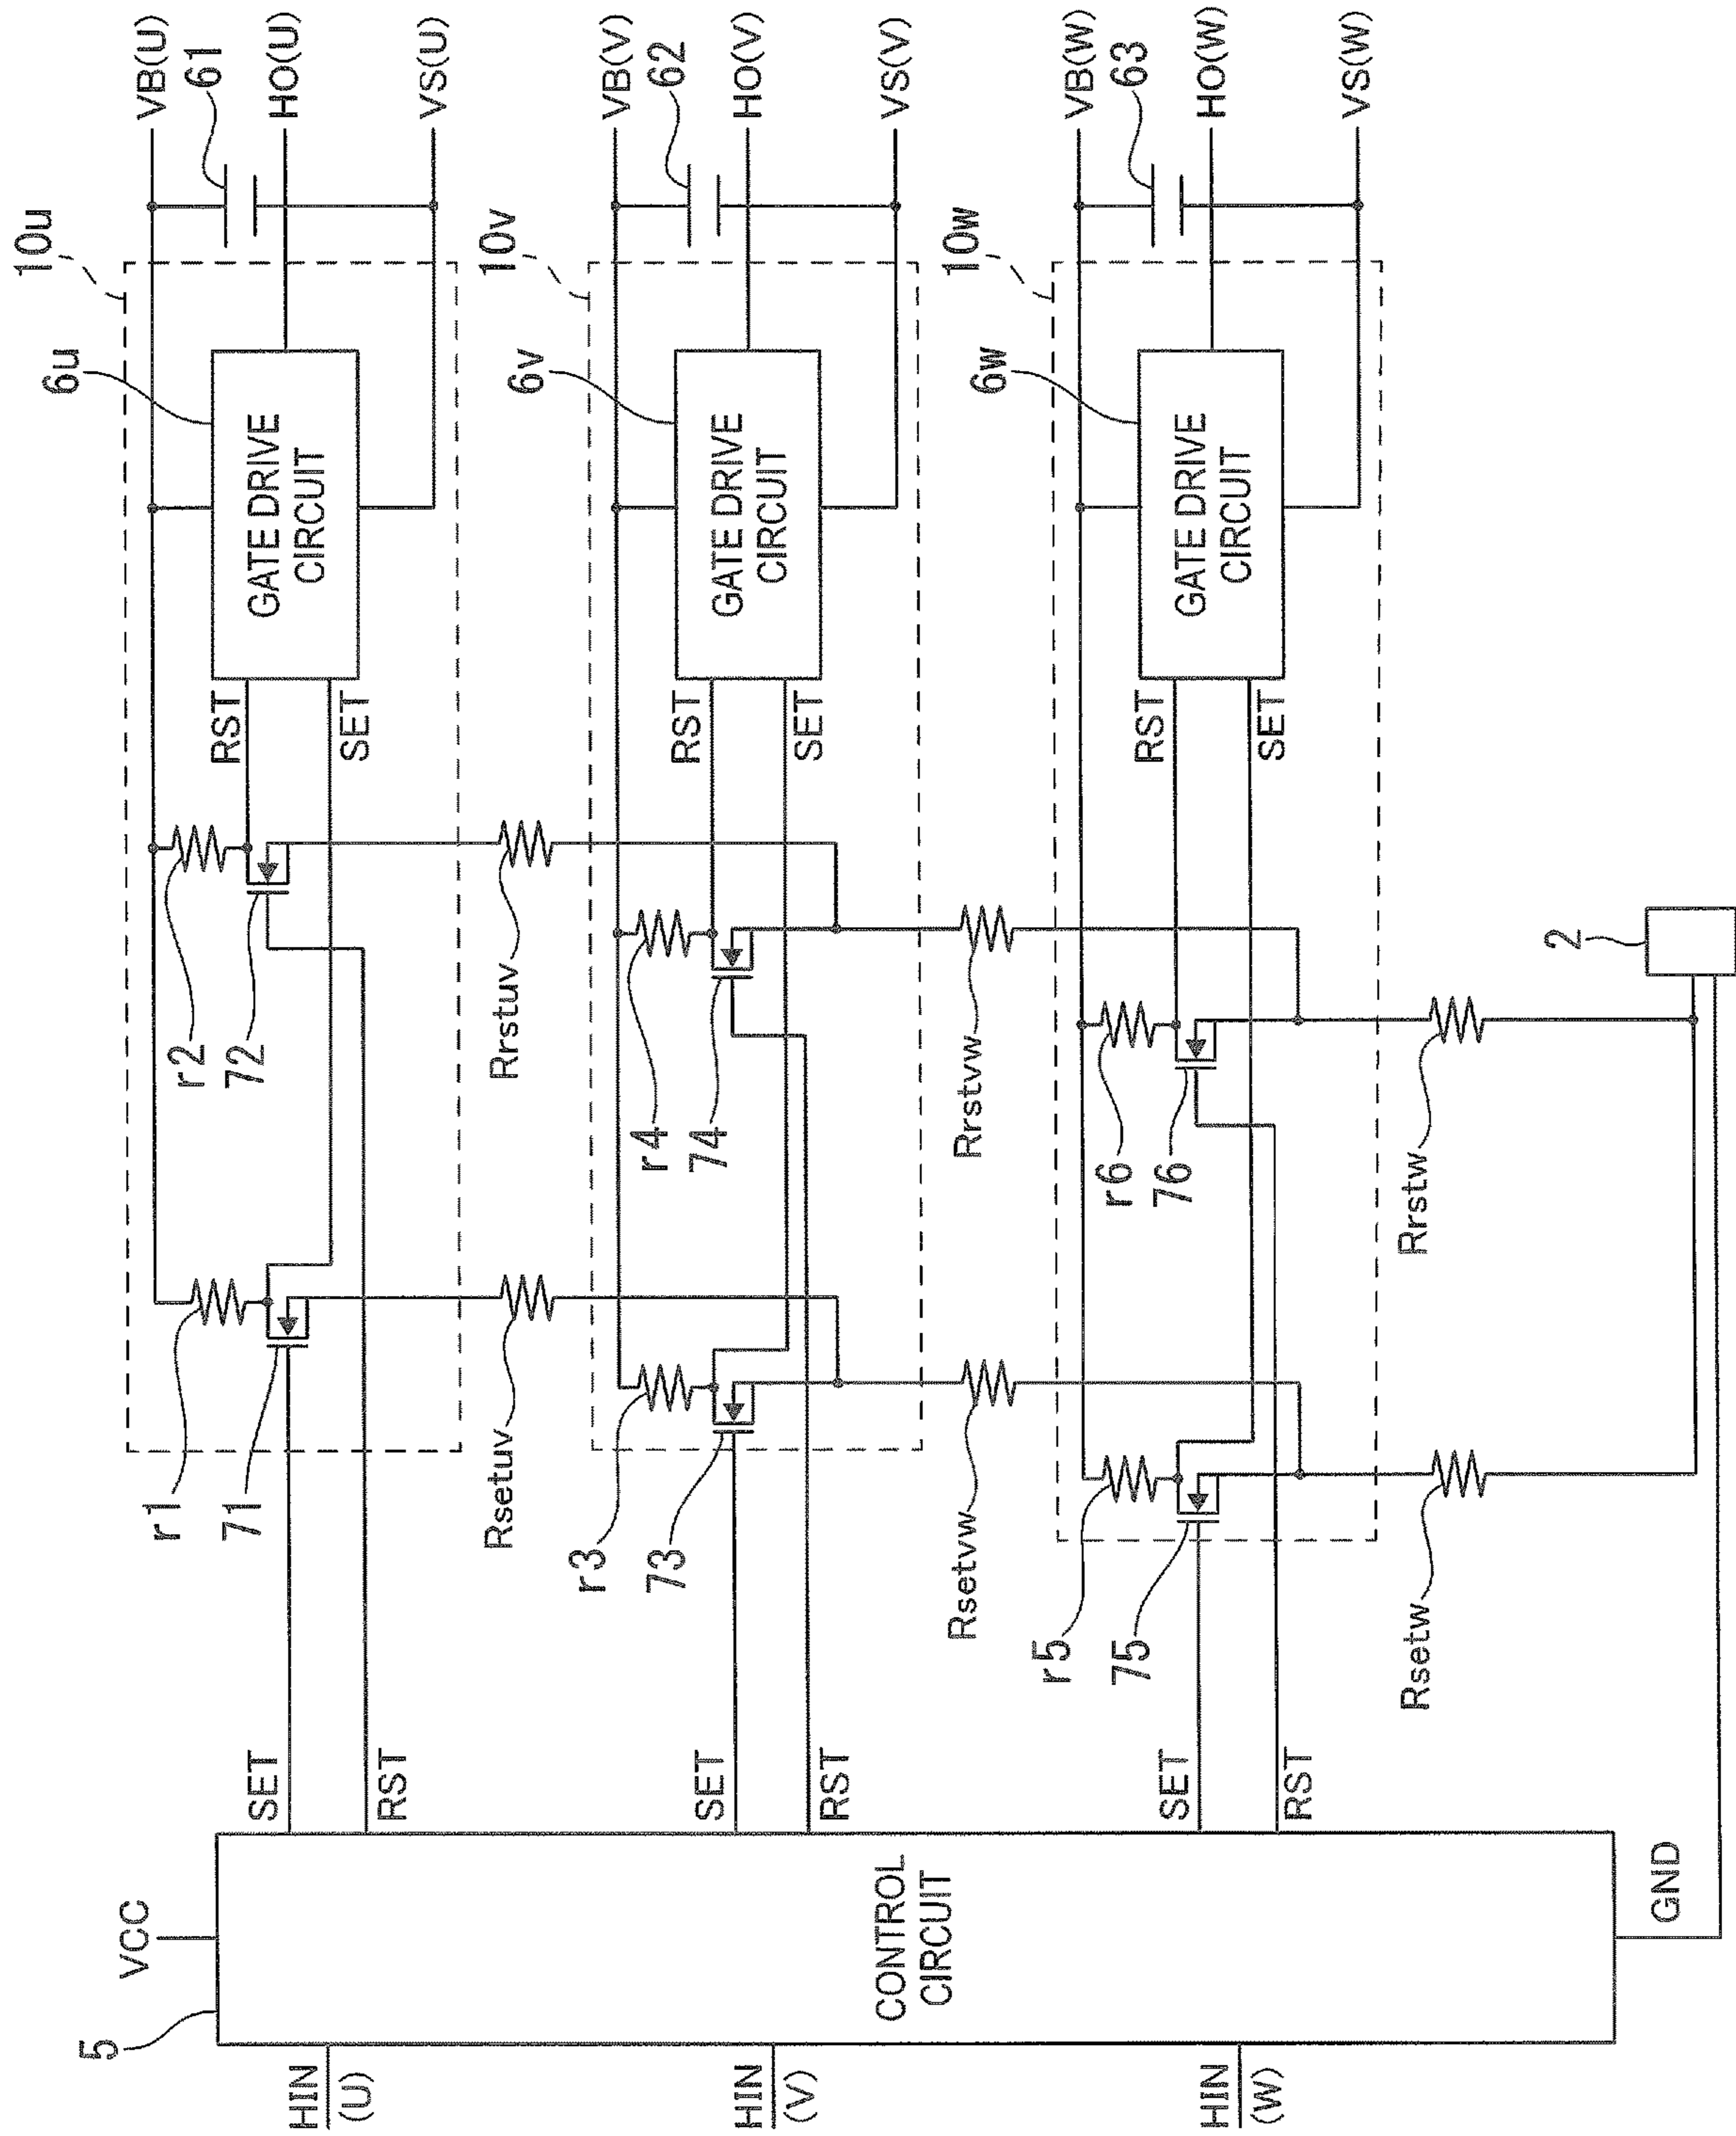 5
VCC
HIN
(U)
HIN
(V)
HIN
(W)
CONTROL
CIRCUIT
GND
SET
RST
SET
RST
SET
RST
10u
r1
71
r2
72
RST
SET
6u
GATE DRIVE
CIRCUIT
VB(U)
61
HO(U)
VS(U)
Rsetuv
Rrstuv
10v
r3
73
r4
74
RST
SET
6v
GATE DRIVE
CIRCUIT
VB(V)
62
HO(V)
VS(V)
Rsetvw
Rrstvw
10w
r5
75
r6
76
RST
SET
6w
GATE DRIVE
CIRCUIT
VB(W)
63
HO(W)
VS(W)
Rsetw
Rrstw
2